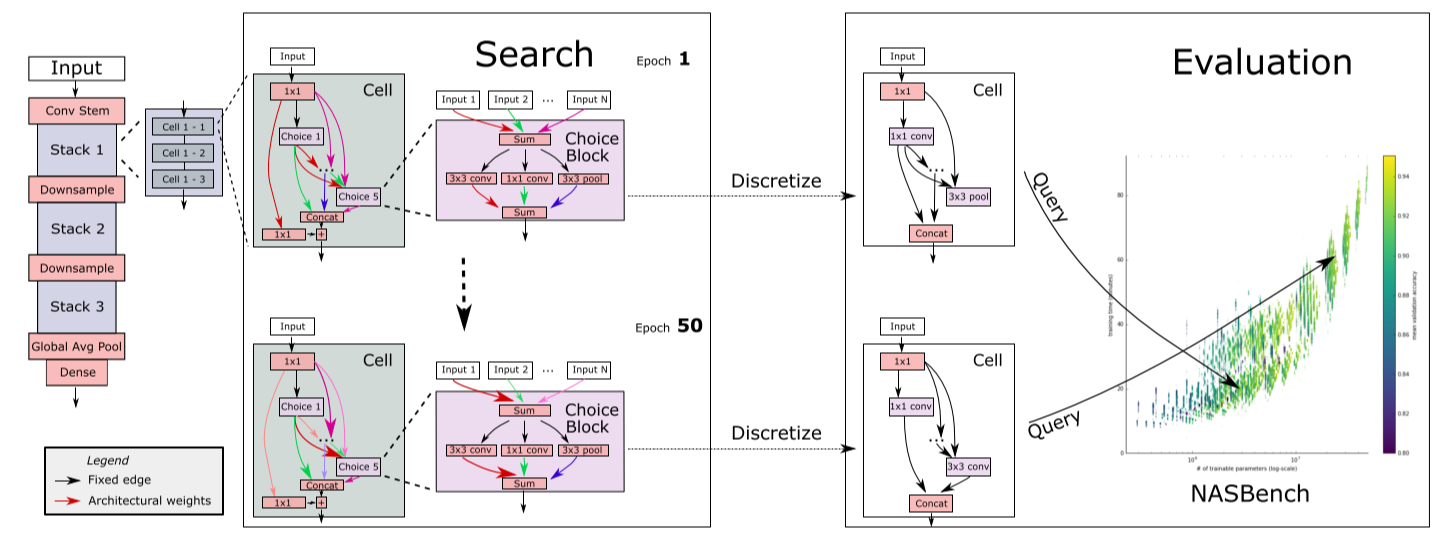 Input
Conv Stem
Stack 1
Downsample
Stack 2
Downsample
Stack 3
Global Avg Pool
Dense
Cell 1 - 1
Cell 1 - 2
Cell 1 - 3
Legend
Fixed edge
Architectural weights
Search
Epoch 1
Input
Cell
1x1
Choice 1
...
Choice 5
Concat
1x1
+
Input 1
Input 2
...
Input N
Sum
Choice
Block
3x3 conv
1x1 conv
3x3 pool
Sum
Epoch 50
Input
Cell
1x1
Choice 1
...
Choice 5
Concat
1x1
+
Input 1
Input 2
...
Input N
Sum
Choice
Block
3x3 conv
1x1 conv
3x3 pool
Sum
Discretize
Discretize
Evaluation
Input
Cell
1x1
1x1 conv
...
3x3 pool
Concat
Input
Cell
1x1
1x1 conv
...
3x3 conv
Concat
Query
Query
training time (minutes)
80
60
40
20
0
10⁶
10⁷
# of trainable parameters (log-scale)
0.94
0.92
0.90
0.88
0.86
0.84
0.82
0.80
mean validation accuracy
NASBench